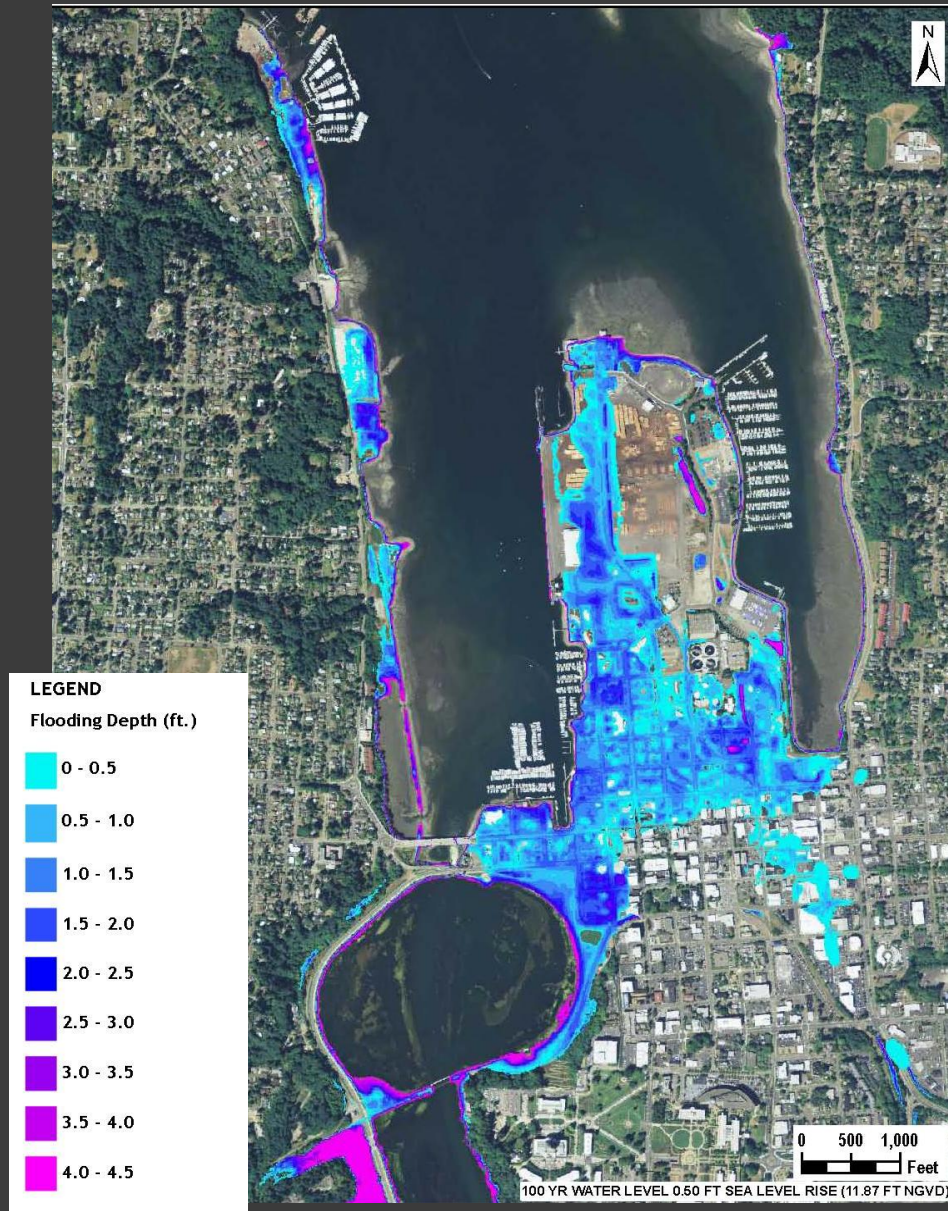 N
LEGEND
Flooding Depth (ft.)
0 - 0.5
0.5 - 1.0
1.0 - 1.5
1.5 - 2.0
2.0 - 2.5
2.5 - 3.0
3.0 - 3.5
3.5 - 4.0
4.0 - 4.5
0 500 1,000
Feet
100 YR WATER LEVEL 0.50 FT SEA LEVEL RISE (11.87 FT NGVD)